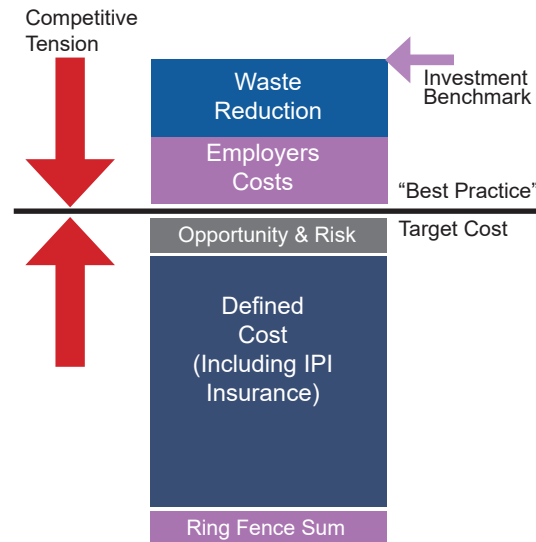 Competitive
Tension
Waste
Reduction
Investment
Benchmark
Employers
Costs
“Best Practice”
Opportunity & Risk
Target Cost
Defined
Cost
(Including IPI
Insurance)
Ring Fence Sum